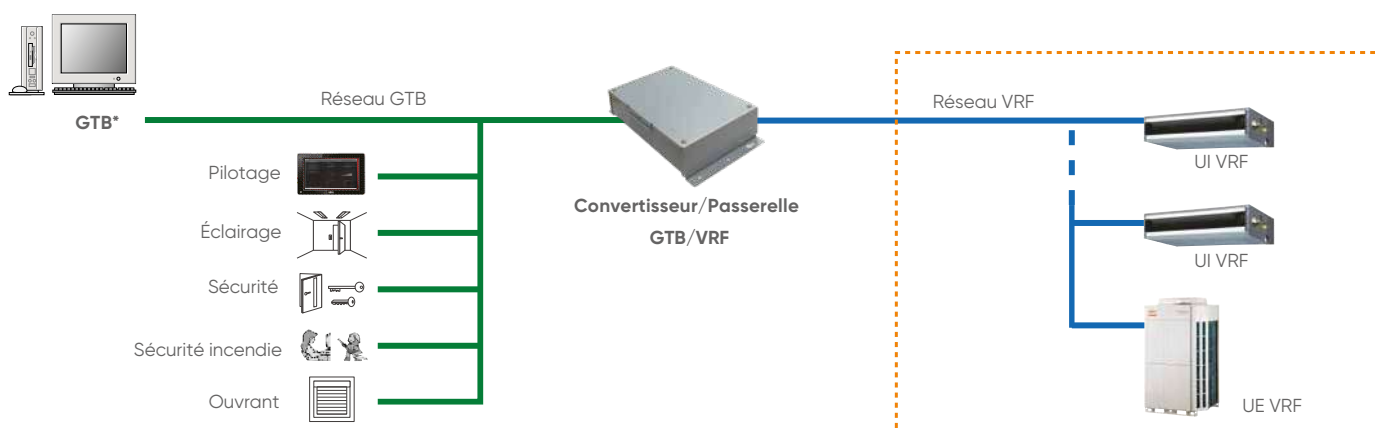 Réseau GTB
Réseau VRF
GTB*
UI VRF
Pilotage
Convertisseur/Passerelle
GTB/VRF
Éclairage
UI VRF
Sécurité
Sécurité incendie
Ouvrant
UE VRF